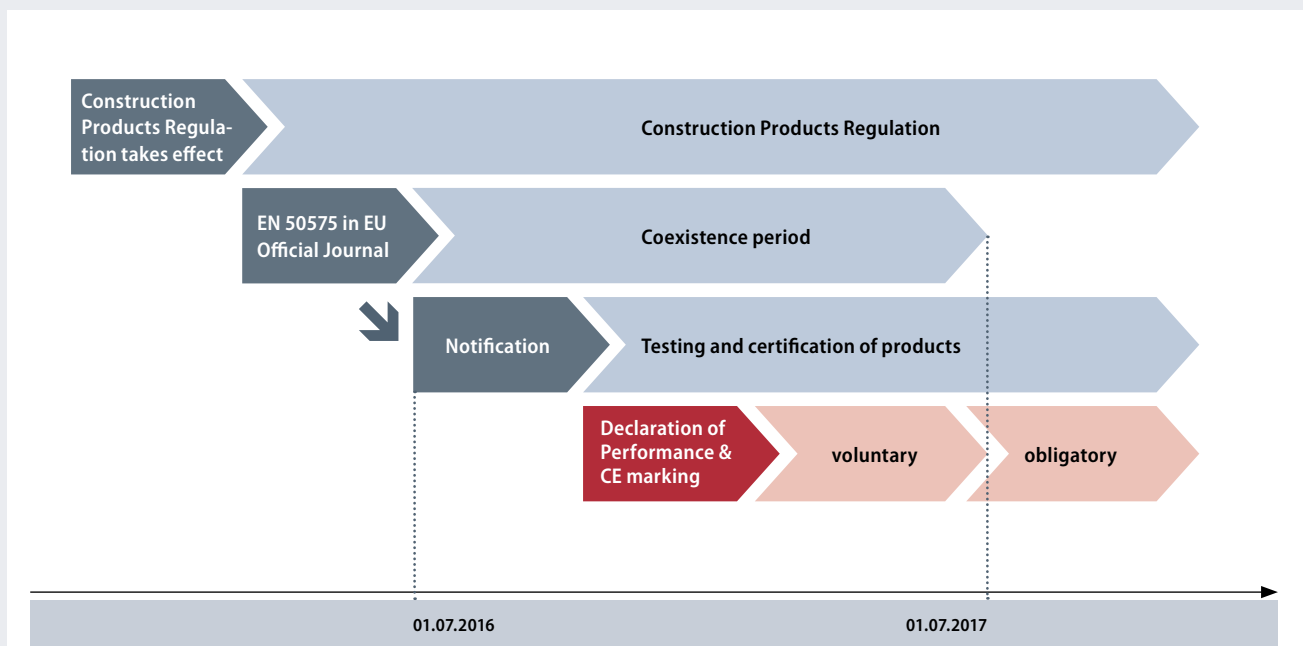 Construction
Products Regula-
tion takes effect
Construction Products Regulation
EN 50575 in EU
Official Journal
Coexistence period
Notification
Testing and certification of products
Declaration of
Performance &
CE marking
voluntary
obligatory
01.07.2016
01.07.2017